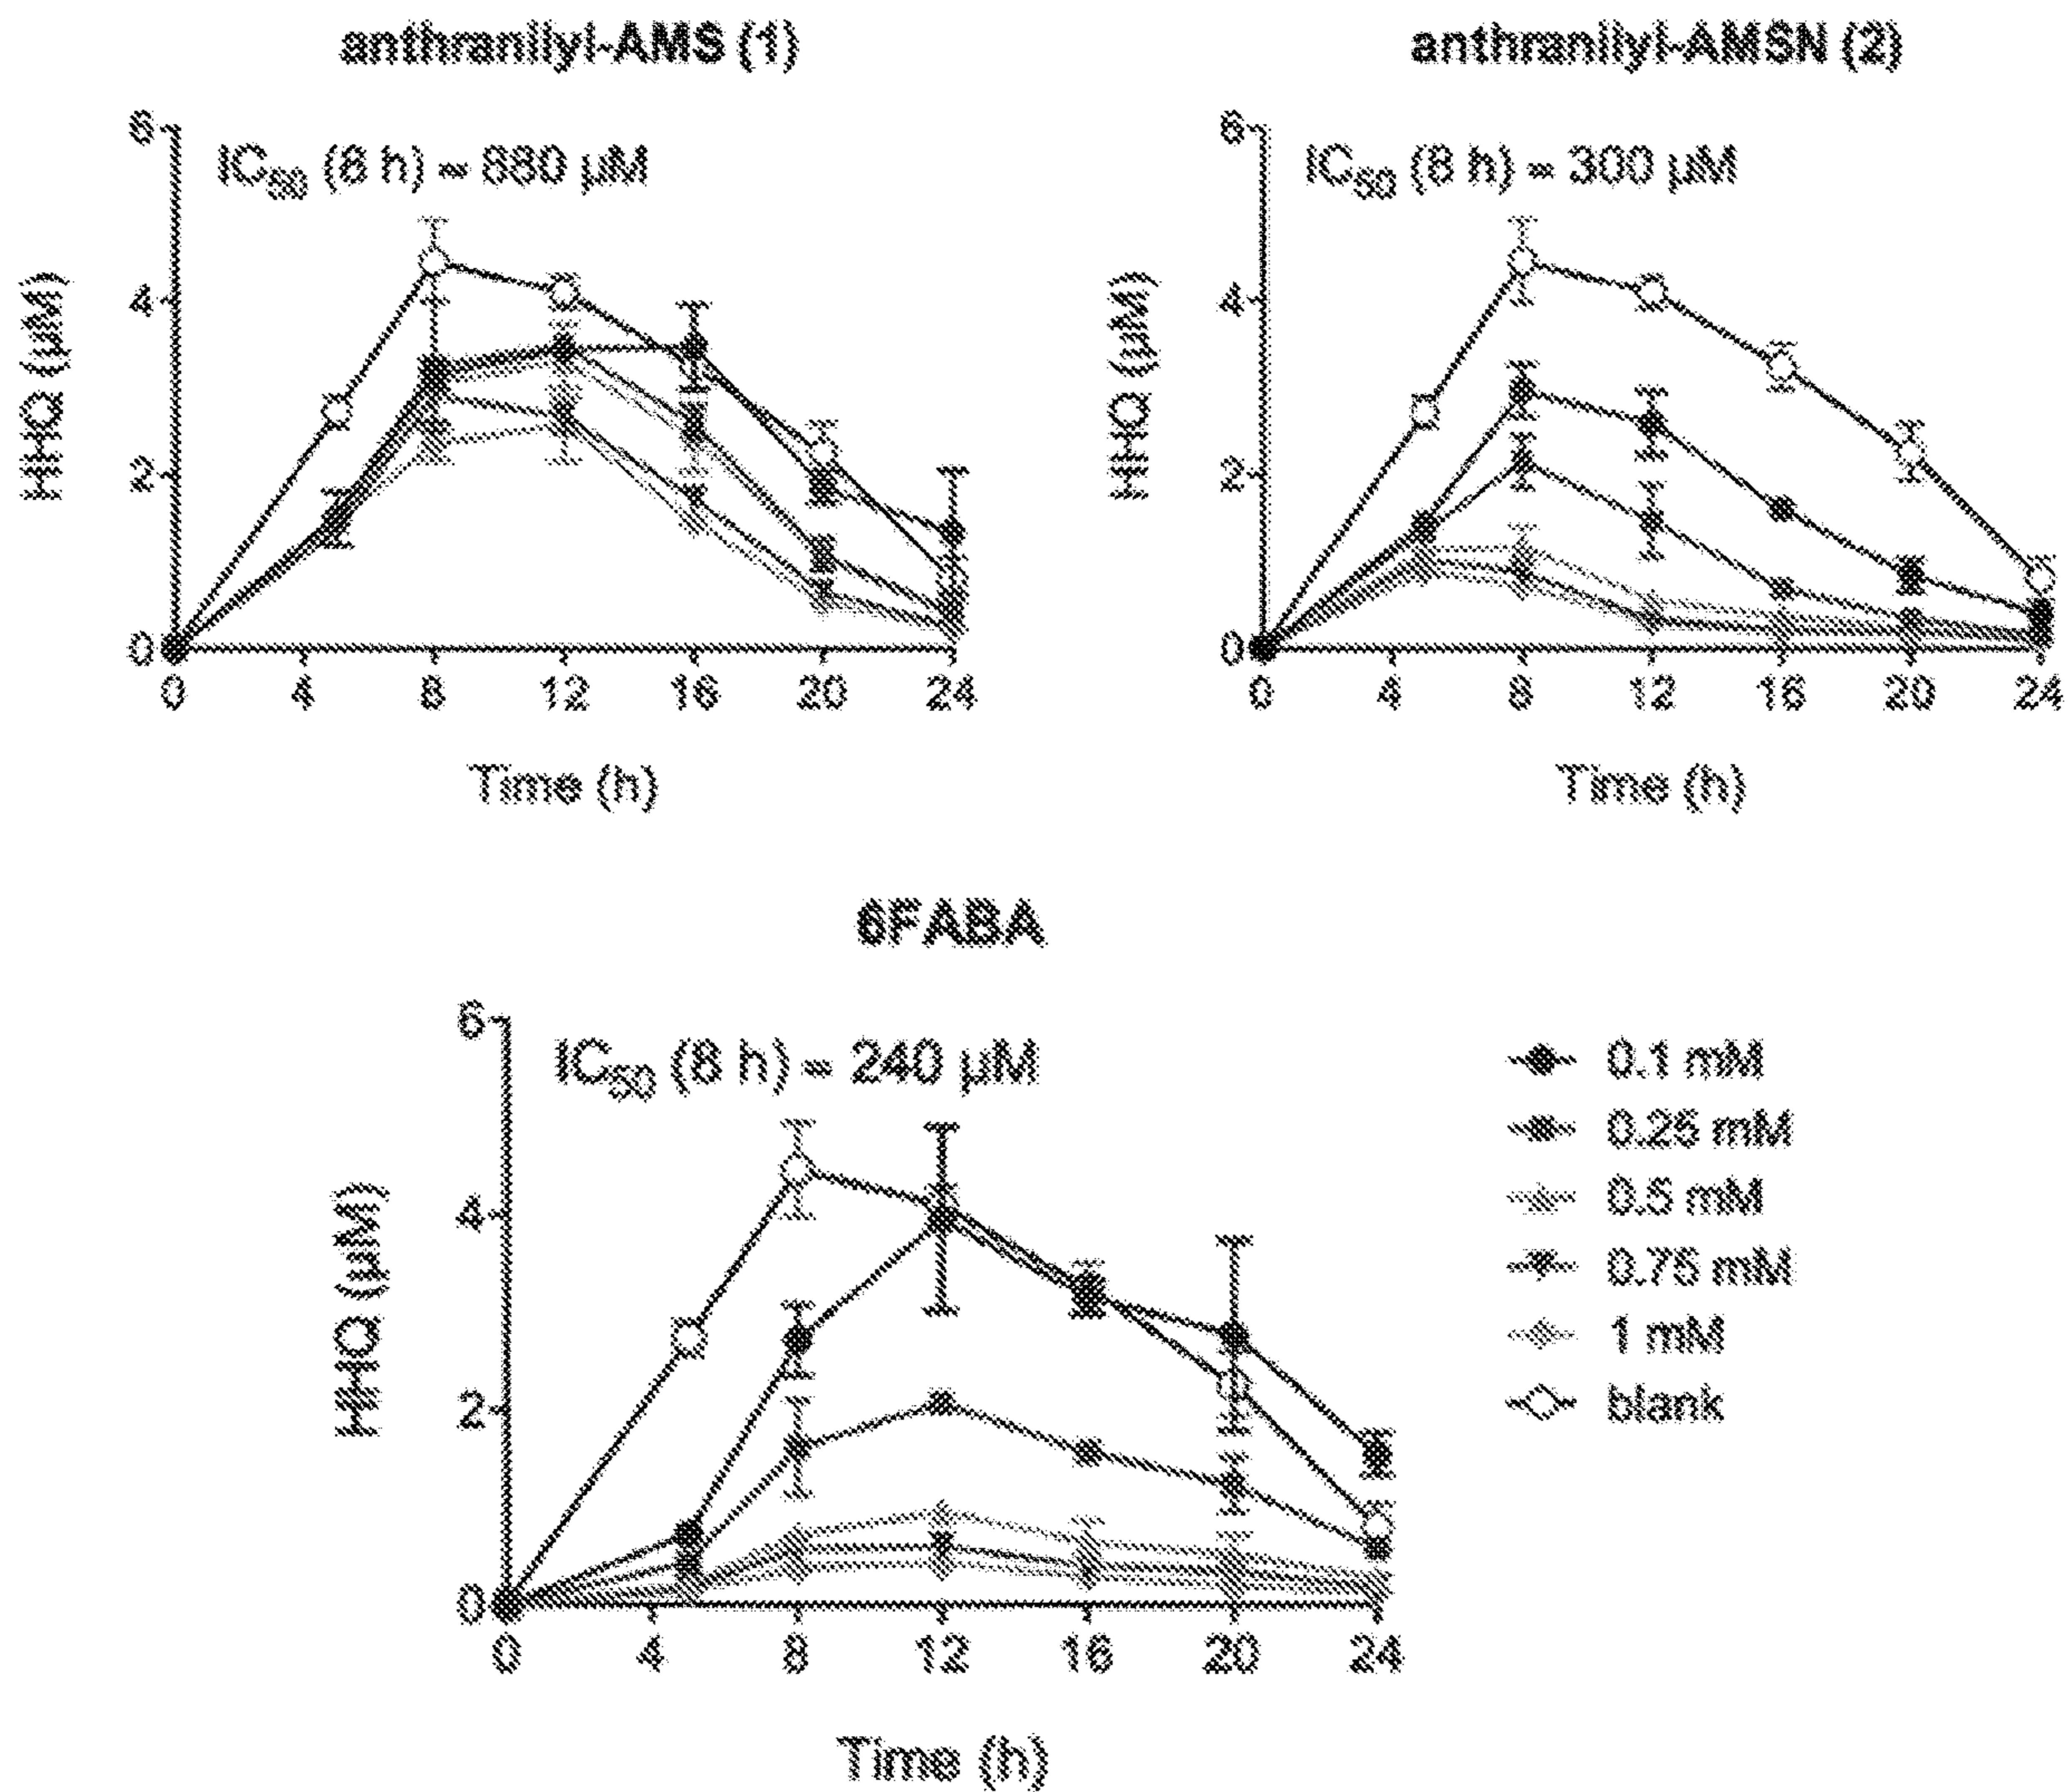 anthranilyl-AMS (1)
anthranilyl-AMSN (2)
6
IC₅₀ (8 h) = µM
4
2
0
HHQ (µM)
0 4 8 12 16 20 24
Time (h)
6
IC₅₀ (8 h) = 300 µM
4
2
0
HHQ (µM)
0 4 8 12 16 20 24
Time (h)
6FABA
6
IC₅₀ (8 h) = 240 µM
4
2
0
HHQ (µM)
0 4 8 12 16 20 24
Time (h)
0.1 mM
0.25 mM
0.5 mM
0.75 mM
1 mM
blank